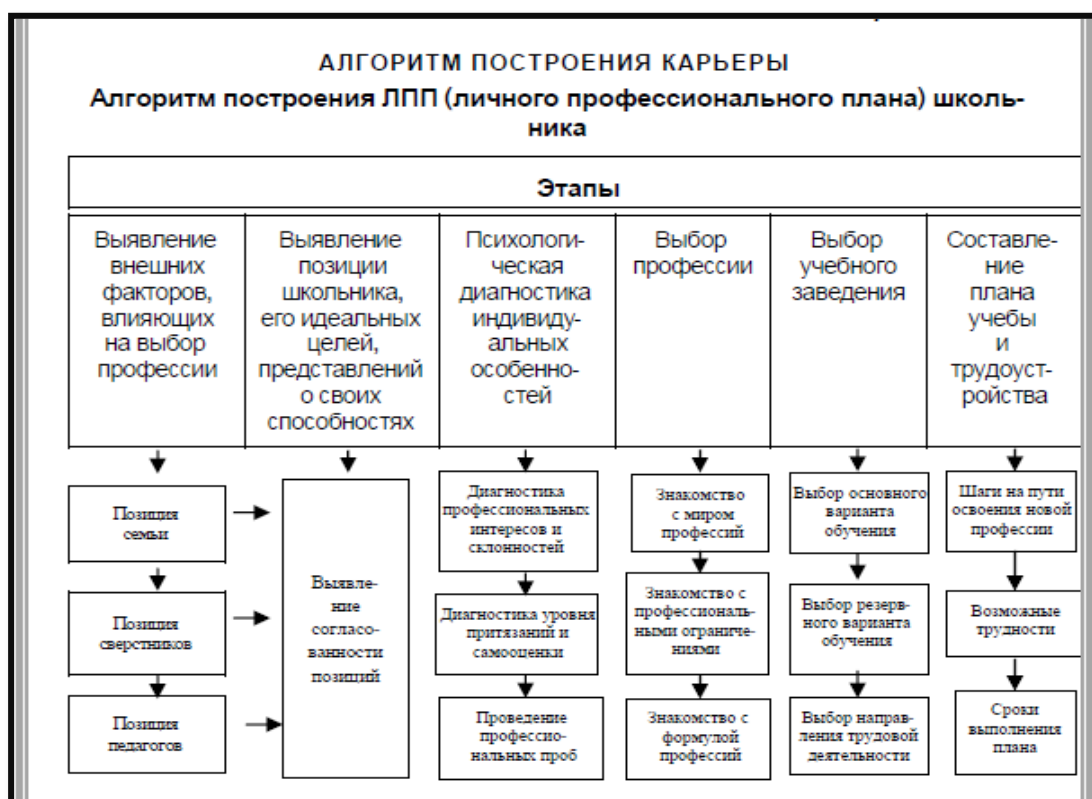 АЛГОРИТМ ПОСТРОЕНИЯ КАРЬЕРЫ
Алгоритм построения ЛПП (личного профессионального плана) школь-
ника
Этапы
Выявление
внешних
факторов,
влияющих
на выбор
профессии
Выявление
позиции
школьника,
его идеальных
целей,
представлений
о своих
способностях
Психологи-
ческая
диагностика
индивиду-
альных
особенно-
стей
Выбор
профессии
Выбор
учебного
заведения
Составле-
ние
плана
учебы
и
трудоуст-
ройства
Позиция
семьи
Позиция
сверстников
Позиция
педагогов
Выявле-
ние
согласо-
ванности
позиций
Диагностика
профессиональных
интересов и
склонностей
Диагностика уровня
притязаний и
самооценки
Проведение
профессио-
нальных проб
Знакомство
с миром
профессий
Знакомство с
профессиональ-
ными ограничe-
ниями
Знакомство с
формулой
профессий
Выбор основного
варианта
обучения
Выбор резерв-
ного варианта
обучения
Выбор направ-
ления трудовой
деятельности
Шаги на пути
освоения новой
профессии
Возможные
трудности
Сроки
выполнения
плана